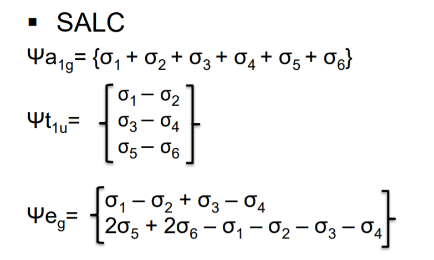 ▪ SALC
Ψa₁g= {σ₁ + σ₂ + σ₃ + σ₄ + σ₅ + σ₆}
Ψt₁u=
σ₁ − σ₂
σ₃ − σ₄
σ₅ − σ₆
Ψeg=
σ₁ − σ₂ + σ₃ − σ₄
2σ₅ + 2σ₆ − σ₁ − σ₂ − σ₃ − σ₄